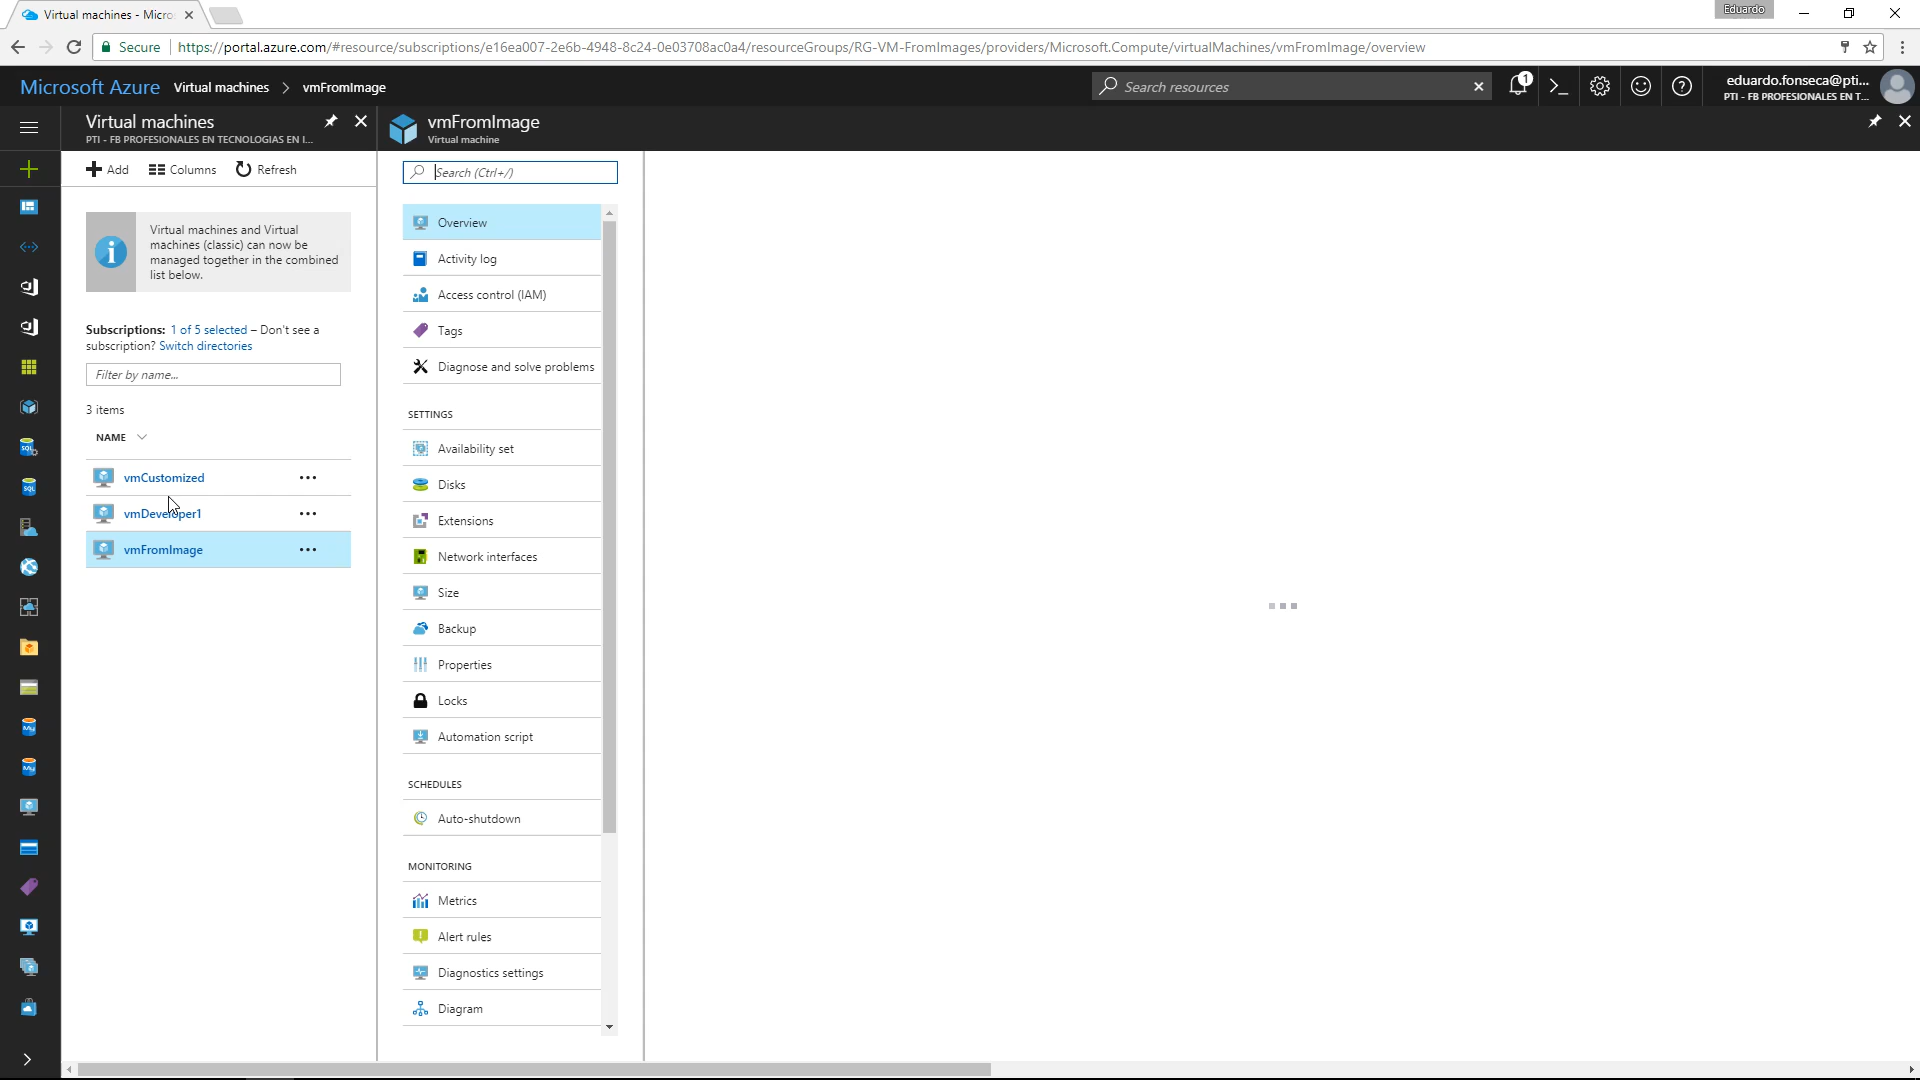 Virtual machines - Micro
Eduardo
Secure
https://portal.azure.com/#resource/subscriptions/e16ea007-2e6b-4948-8c24-0e03708ac0a4/resourceGroups/RG-VM-FromImages/providers/Microsoft.Compute/virtualMachines/vmFromImage/overview
Microsoft Azure Virtual machines > vmFromImage
Search resources
1
eduardo.fonseca@pti...
PTI - FB PROFESIONALES EN T...
Virtual machines
PTI - FB PROFESIONALES EN TECNOLOGIAS EN I...
vmFromImage
Virtual machine
Add
Columns
Refresh
Search (Ctrl+/)
Virtual machines and Virtual
machines (classic) can now be
managed together in the combined
list below.
Subscriptions: 1 of 5 selected – Don't see a
subscription? Switch directories
Filter by name...
3 items
NAME
vmCustomized
vmDeveloper1
vmFromImage
Overview
Activity log
Access control (IAM)
Tags
Diagnose and solve problems
SETTINGS
Availability set
Disks
Extensions
Network interfaces
Size
Backup
Properties
Locks
Automation script
SCHEDULES
Auto-shutdown
MONITORING
Metrics
Alert rules
Diagnostics settings
Diagram